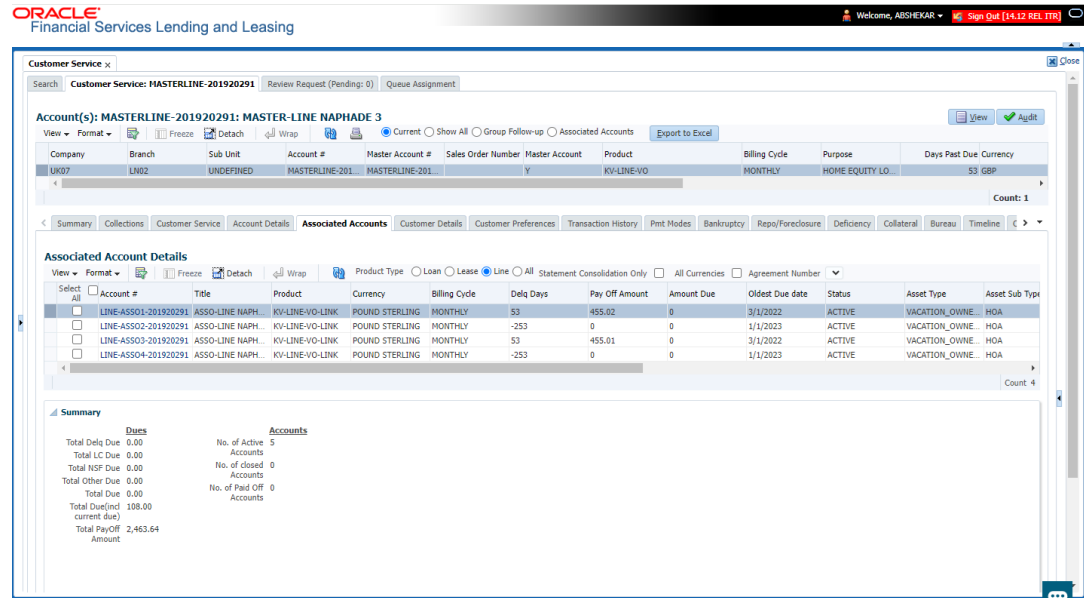 ORACLE
Financial Services Lending and Leasing
Welcome, ABSHEKAR
Sign Out [14.12 REL ITR]
Close
Customer Service x
Search Customer Service: MASTERLINE-201920291 Review Request (Pending: 0) Queue Assignment
Account(s): MASTERLINE-201920291: MASTER-LINE NAPHADE 3
View Audit
View Format Freeze Detach Wrap Current Show All Group Follow-up Associated Accounts Export to Excel
Company Branch Sub Unit Account # Master Account # Sales Order Number Master Account Product Billing Cycle Purpose Days Past Due Currency
UK07 LN02 UNDEFINED MASTERLINE-201... MASTERLINE-201... Y KV-LINE-VO MONTHLY HOME EQUITY LO... 53 GBP
Count: 1
Summary Collections Customer Service Account Details Associated Accounts Customer Details Customer Preferences Transaction History Pmt Modes Bankruptcy Repo/Foreclosure Deficiency Collateral Bureau Timeline
Associated Account Details
View Format Freeze Detach Wrap Product Type Loan Lease Line All Statement Consolidation Only All Currencies Agreement Number
Select All Account # Title Product Currency Billing Cycle Delq Days Pay Off Amount Amount Due Oldest Due date Status Asset Type Asset Sub Type
LINE-ASSO1-201920291 ASSO-LINE NAPH... KV-LINE-VO-LINK POUND STERLING MONTHLY 53 455.02 0 3/1/2022 ACTIVE VACATION_OWNE... HOA
LINE-ASSO2-201920291 ASSO-LINE NAPH... KV-LINE-VO-LINK POUND STERLING MONTHLY -253 0 0 1/1/2023 ACTIVE VACATION_OWNE... HOA
LINE-ASSO3-201920291 ASSO-LINE NAPH... KV-LINE-VO-LINK POUND STERLING MONTHLY 53 455.01 0 3/1/2022 ACTIVE VACATION_OWNE... HOA
LINE-ASSO4-201920291 ASSO-LINE NAPH... KV-LINE-VO-LINK POUND STERLING MONTHLY -253 0 0 1/1/2023 ACTIVE VACATION_OWNE... HOA
Count 4
Summary
Dues Accounts
Total Delq Due 0.00 No. of Active Accounts 5
Total LC Due 0.00
Total NSF Due 0.00 No. of closed Accounts 0
Total Other Due 0.00
Total Due 0.00 No. of Paid Off Accounts 0
Total Due(incl current due) 108.00
Total PayOff Amount 2,463.64